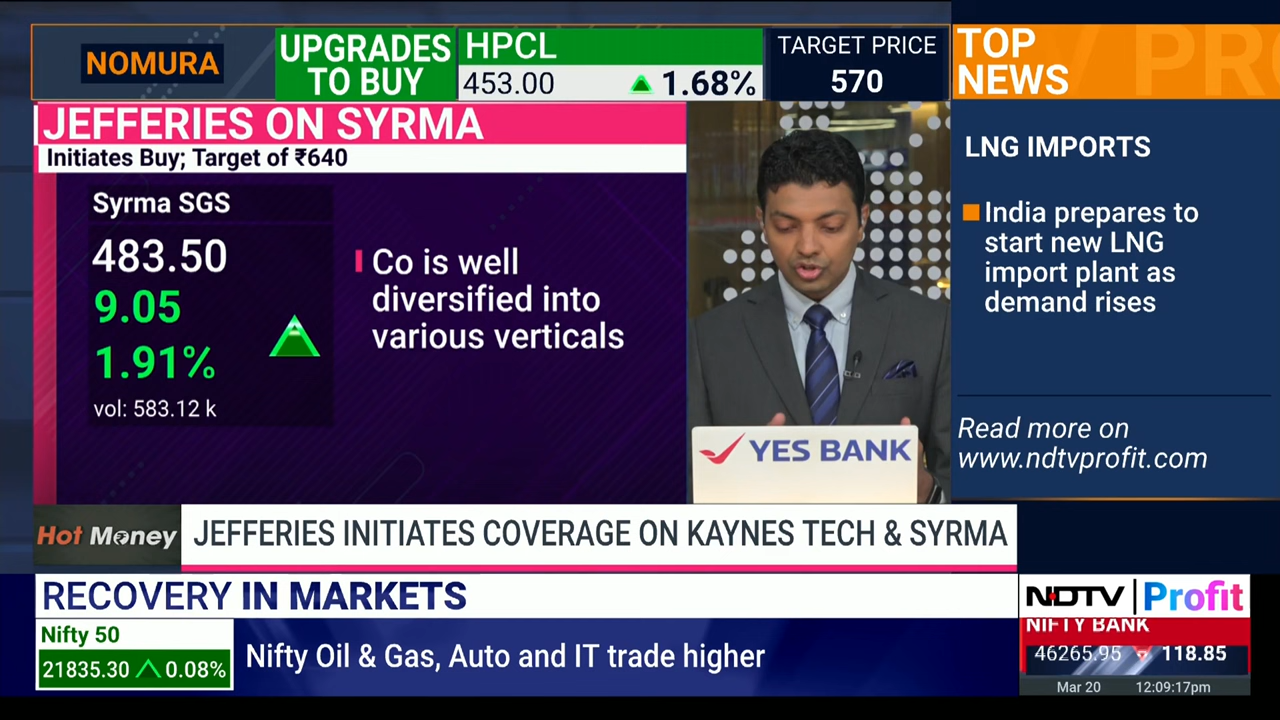 NOMURA
UPGRADES
TO BUY
HPCL
453.00 1.68%
TARGET PRICE
570
TOP
NEWS
JEFFERIES ON SYRMA
Initiates Buy; Target of ₹640
Syrma SGS
483.50
9.05
1.91%
vol: 583.12 k
Co is well
diversified into
various verticals
YES BANK
LNG IMPORTS
India prepares to
start new LNG
import plant as
demand rises
Read more on
www.ndtvprofit.com
Hot Money
JEFFERIES INITIATES COVERAGE ON KAYNES TECH & SYRMA
RECOVERY IN MARKETS
Nifty 50
21835.30 0.08%
Nifty Oil & Gas, Auto and IT trade higher
NDTV Profit
NIFTY BANK
46265.95 118.85
Mar 20 12:09:17pm